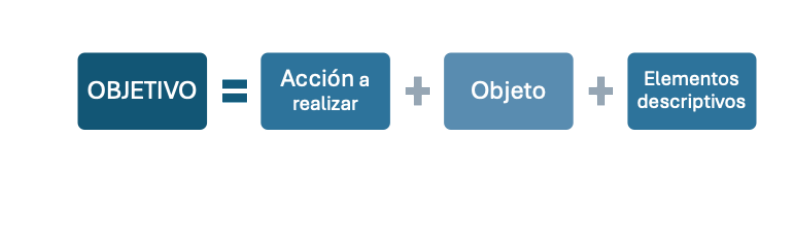 OBJETIVO
=
Acción a
realizar
+
Objeto
+
Elementos
descriptivos